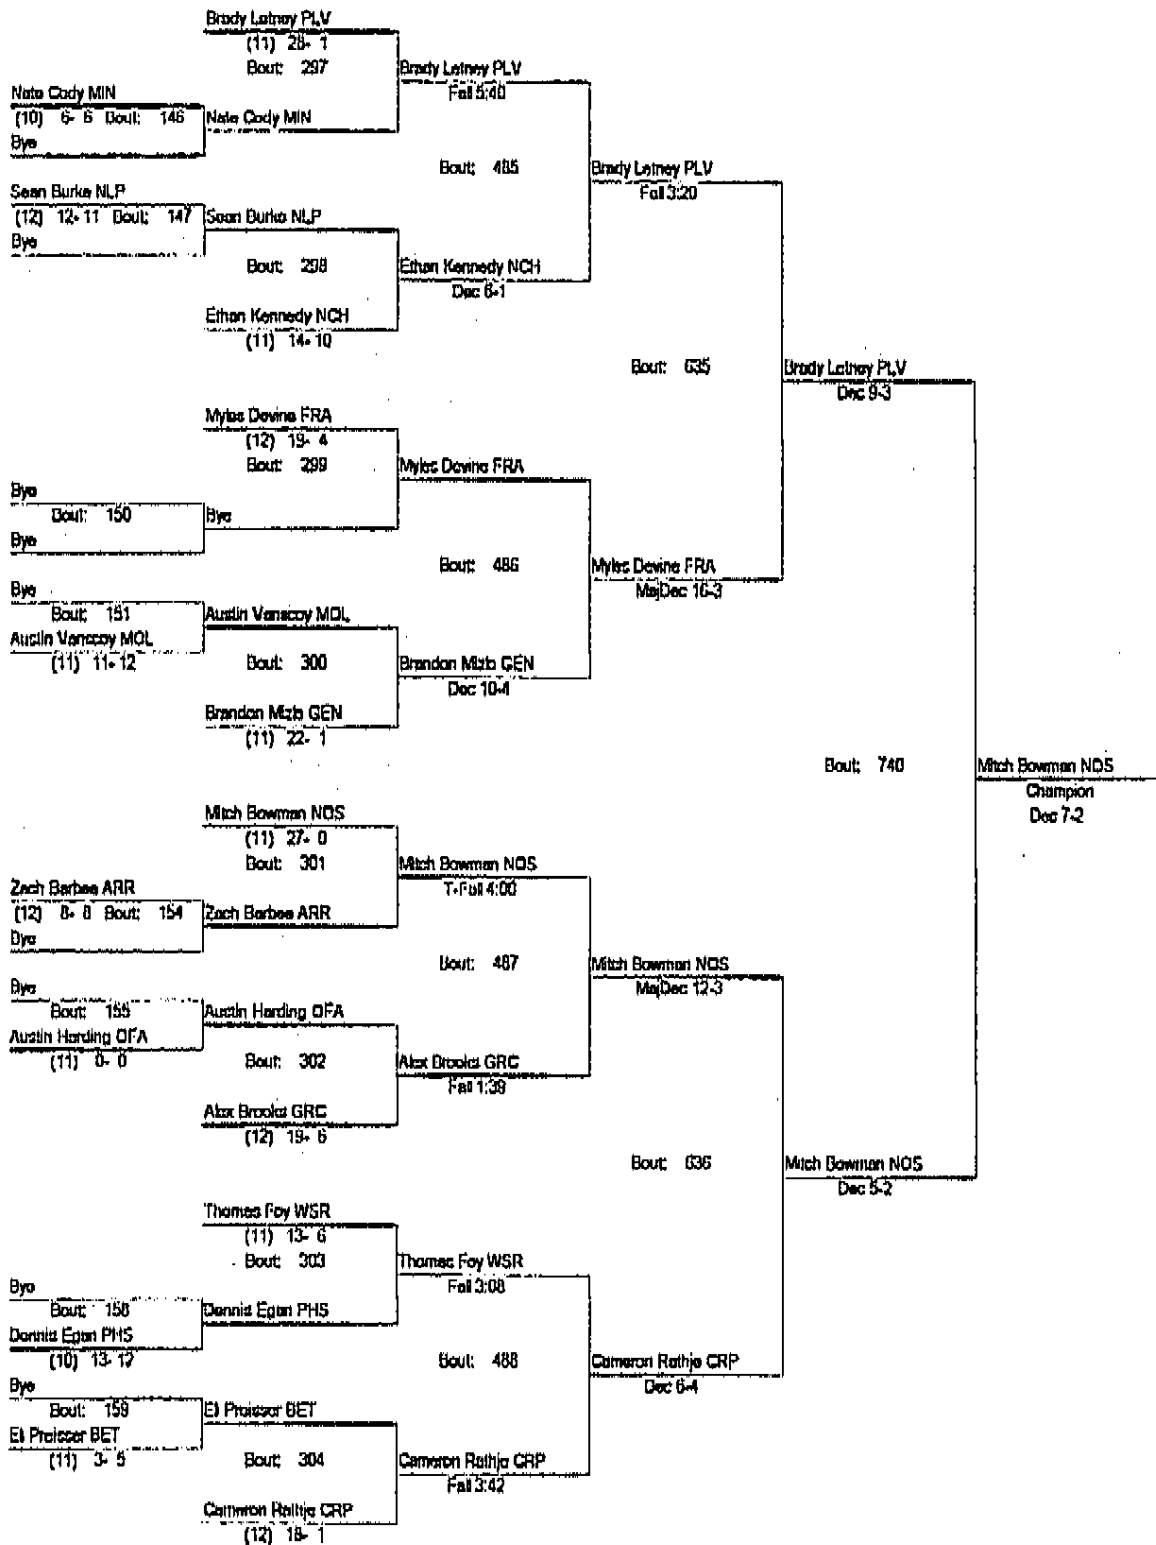 Brady Latney PLV
(11) 28- 1
Bout: 297
Brady Latney PLV
Fall 5:40
Nate Cody MIN
(10) 6- 6 Bout: 146
Nate Cody MIN
Bye
Bout: 485
Brady Latney PLV
Fall 3:20
Sean Burke NLP
(12) 12- 11 Bout: 147
Sean Burke NLP
Bye
Bout: 298
Ethan Kennedy NCH
Dec 6-1
Ethan Kennedy NCH
(11) 14- 10
Bout: 635
Brady Latney PLV
Dec 9-3
Myles Devine FRA
(12) 19- 4
Bout: 299
Myles Devine FRA
Bye
Bout: 150
Bye
Bye
Bout: 486
Myles Devine FRA
MajDec 16-3
Bye
Bout: 151
Austin Vanscoy MOL
Austin Vanscoy MOL
(11) 11- 12
Bout: 300
Brandon Mizlo GEN
Dec 10-4
Brandon Mizlo GEN
(11) 22- 1
Bout: 740
Mitch Bowman NOS
Champion
Dec 7-2
Mitch Bowman NOS
(11) 27- 0
Bout: 301
Mitch Bowman NOS
T-Fall 4:00
Zach Barbee ARR
(12) 8- 8 Bout: 154
Zach Barbee ARR
Bye
Bout: 487
Mitch Bowman NOS
MajDec 12-3
Bye
Bout: 155
Austin Harding OFA
Austin Harding OFA
(11) 0- 0
Bout: 302
Alex Brooks GRC
Fall 1:39
Alex Brooks GRC
(12) 19- 6
Bout: 636
Mitch Bowman NOS
Dec 5-2
Thomas Foy WSR
(11) 13- 6
Bout: 303
Thomas Foy WSR
Fall 3:08
Bye
Bout: 158
Dennis Egan PHS
Dennis Egan PHS
(10) 13- 12
Bout: 488
Cameron Rathje CRP
Dec 6-4
Bye
Bout: 159
Eli Preisser BET
Eli Preisser BET
(11) 3- 5
Bout: 304
Cameron Rathje CRP
Fall 3:42
Cameron Rathje CRP
(12) 18- 1